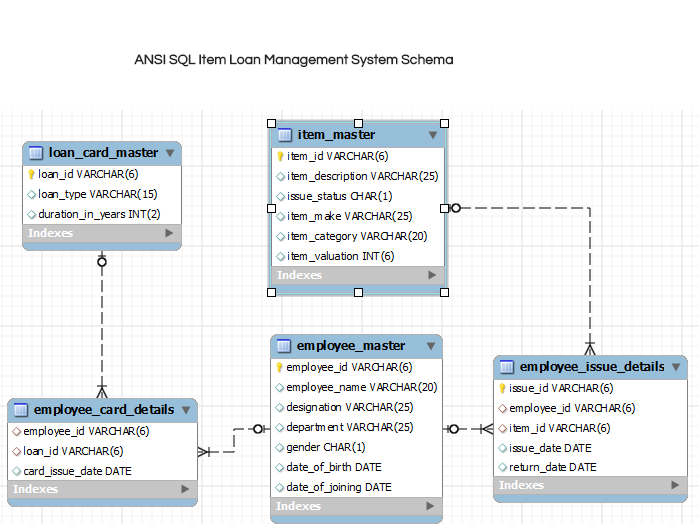 ANSI SQL Item Loan Management System Schema
loan_card_master
loan_id VARCHAR(6)
loan_type VARCHAR(15)
duration_in_years INT(2)
Indexes
item_master
item_id VARCHAR(6)
item_description VARCHAR(25)
issue_status CHAR(1)
item_make VARCHAR(25)
item_category VARCHAR(20)
item_valuation INT(6)
Indexes
employee_card_details
employee_id VARCHAR(6)
loan_id VARCHAR(6)
card_issue_date DATE
Indexes
employee_master
employee_id VARCHAR(6)
employee_name VARCHAR(20)
designation VARCHAR(25)
department VARCHAR(25)
gender CHAR(1)
date_of_birth DATE
date_of_joining DATE
Indexes
employee_issue_details
issue_id VARCHAR(6)
employee_id VARCHAR(6)
item_id VARCHAR(6)
issue_date DATE
return_date DATE
Indexes